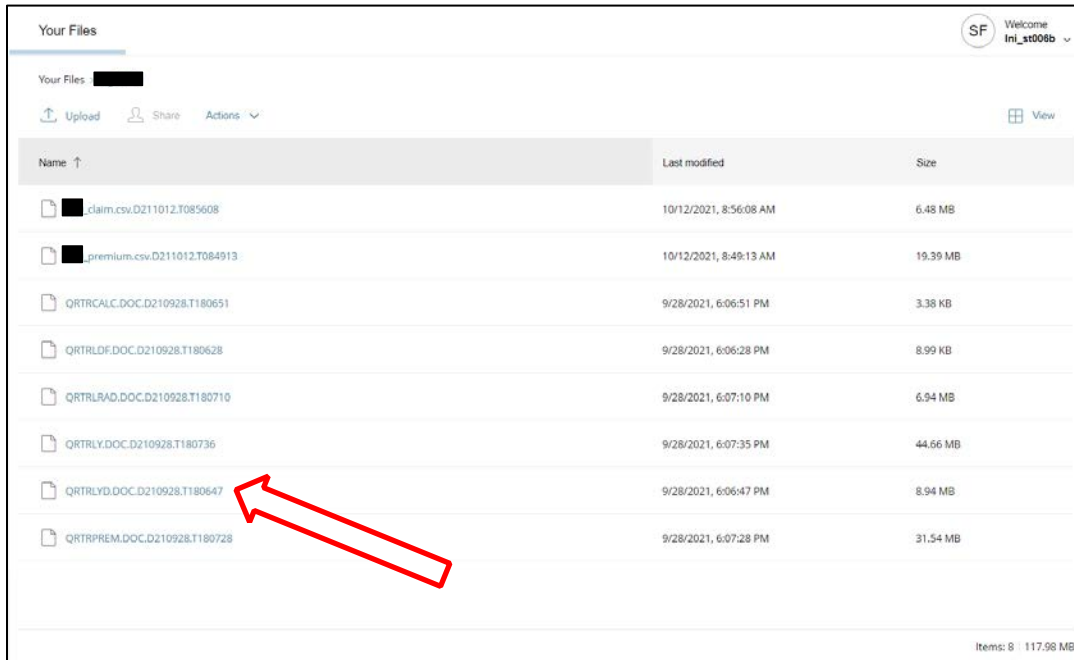 Your Files
SF Welcome
Ini_st006b
Your Files
Upload Share Actions View
Name ↑ Last modified Size
_claim.csv.D211012.T085608 10/12/2021, 8:56:08 AM 6.48 MB
_premium.csv.D211012.T084913 10/12/2021, 8:49:13 AM 19.39 MB
QRTRCALC.DOC.D210928.T180651 9/28/2021, 6:06:51 PM 3.38 KB
QRTRLDF.DOC.D210928.T180628 9/28/2021, 6:06:28 PM 8.99 KB
QRTRLRAD.DOC.D210928.T180710 9/28/2021, 6:07:10 PM 6.94 MB
QRTRLY.DOC.D210928.T180736 9/28/2021, 6:07:35 PM 44.66 MB
QRTRLYD.DOC.D210928.T180647 9/28/2021, 6:06:47 PM 8.94 MB
QRTRPREM.DOC.D210928.T180728 9/28/2021, 6:07:28 PM 31.54 MB
Items: 8 117.98 MB